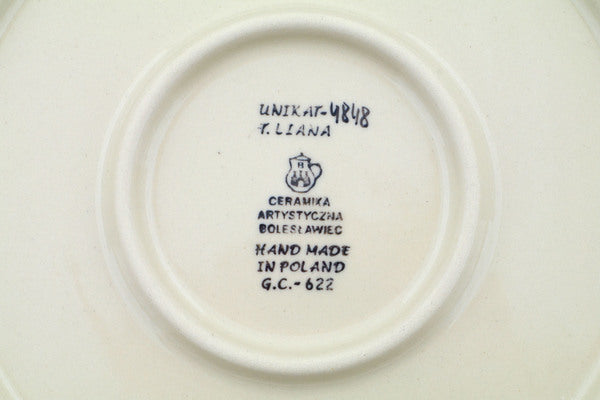 UNIKAT-4848
T. LIANA
CERAMIKA
ARTYSTYCZNA
BOLESŁAWIEC
HAND MADE
IN POLAND
G.C.- 622